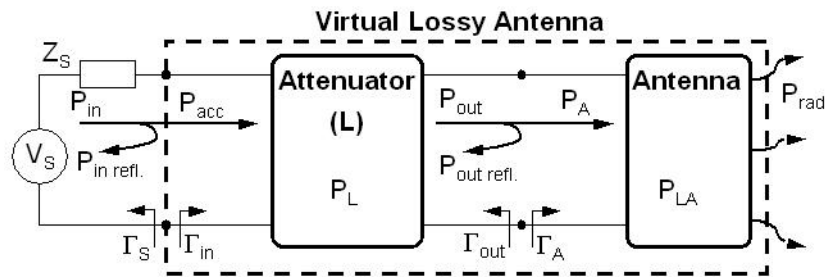 Virtual Lossy Antenna
Z_S
Attenuator
(L)
Antenna
P_in
P_acc
P_out
P_A
P_rad
V_S
P_in refl.
P_out refl.
P_L
P_LA
Γ_S
Γ_in
Γ_out
Γ_A